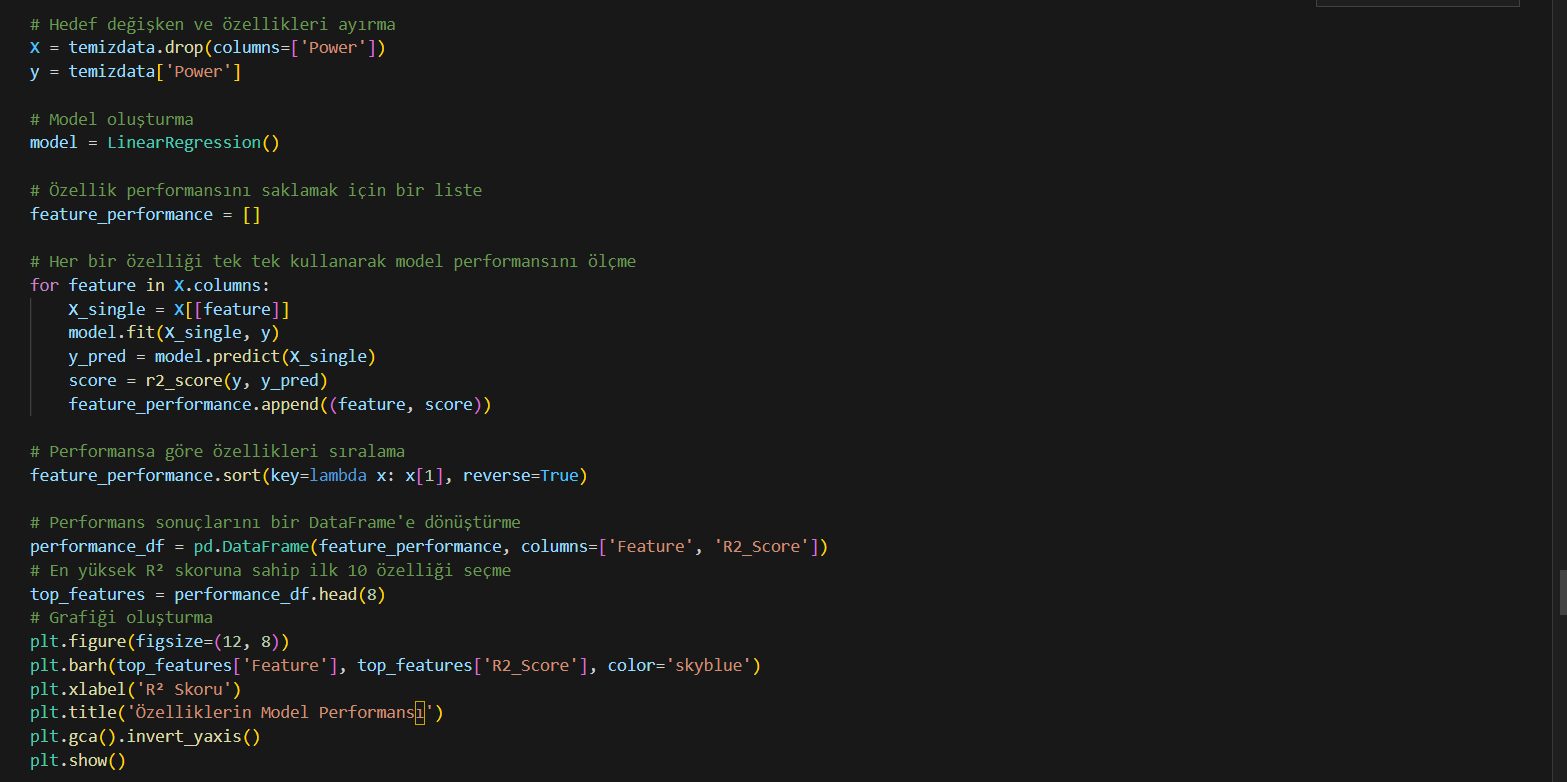 # Hedef değişken ve özellikleri ayırma
X = temizdata.drop(columns=['Power'])
y = temizdata['Power']
# Model oluşturma
model = LinearRegression()
# Özellik performansını saklamak için bir liste
feature_performance = []
# Her bir özelliği tek tek kullanarak model performansını ölçme
for feature in X.columns:
    X_single = X[[feature]]
    model.fit(X_single, y)
    y_pred = model.predict(X_single)
    score = r2_score(y, y_pred)
    feature_performance.append((feature, score))
# Performansa göre özellikleri sıralama
feature_performance.sort(key=lambda x: x[1], reverse=True)
# Performans sonuçlarını bir DataFrame'e dönüştürme
performance_df = pd.DataFrame(feature_performance, columns=['Feature', 'R2_Score'])
# En yüksek R² skoruna sahip ilk 10 özelliği seçme
top_features = performance_df.head(8)
# Grafiği oluşturma
plt.figure(figsize=(12, 8))
plt.barh(top_features['Feature'], top_features['R2_Score'], color='skyblue')
plt.xlabel('R² Skoru')
plt.title('Özelliklerin Model Performansı')
plt.gca().invert_yaxis()
plt.show()